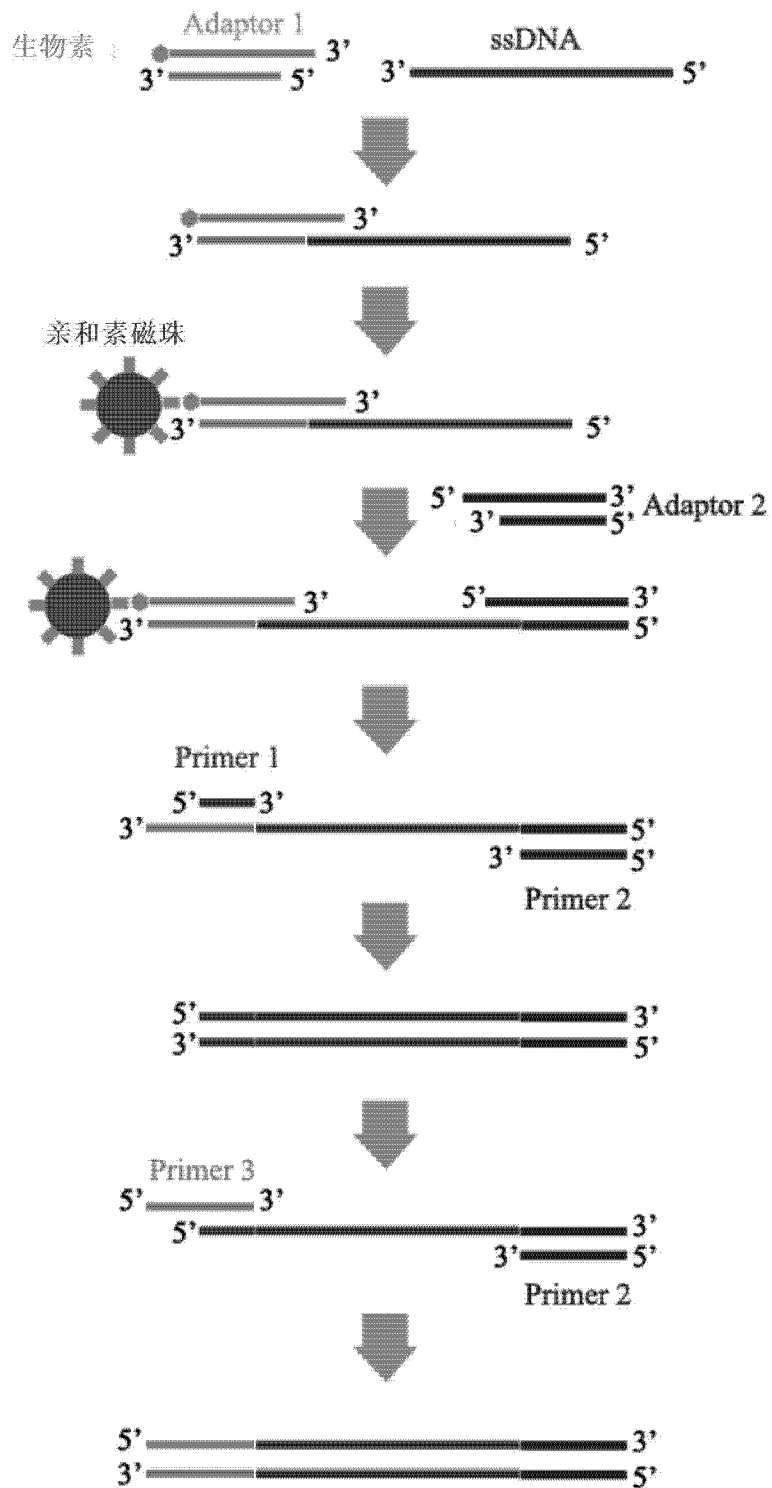 Adaptor 1
生物素 :
3’
ssDNA
3’ 5’
3’ 5’
3’
3’ 5’
亲和素磁珠
3’
3’ 5’
5’ 3’ Adaptor 2
3’ 5’
3’ 5’ 3’
3’ 5’
Primer 1
5’ 3’
3’ 5’
3’ 5’
Primer 2
5’ 3’
3’ 5’
Primer 3
5’ 3’
5’ 3’
3’ 5’
Primer 2
5’ 3’
3’ 5’